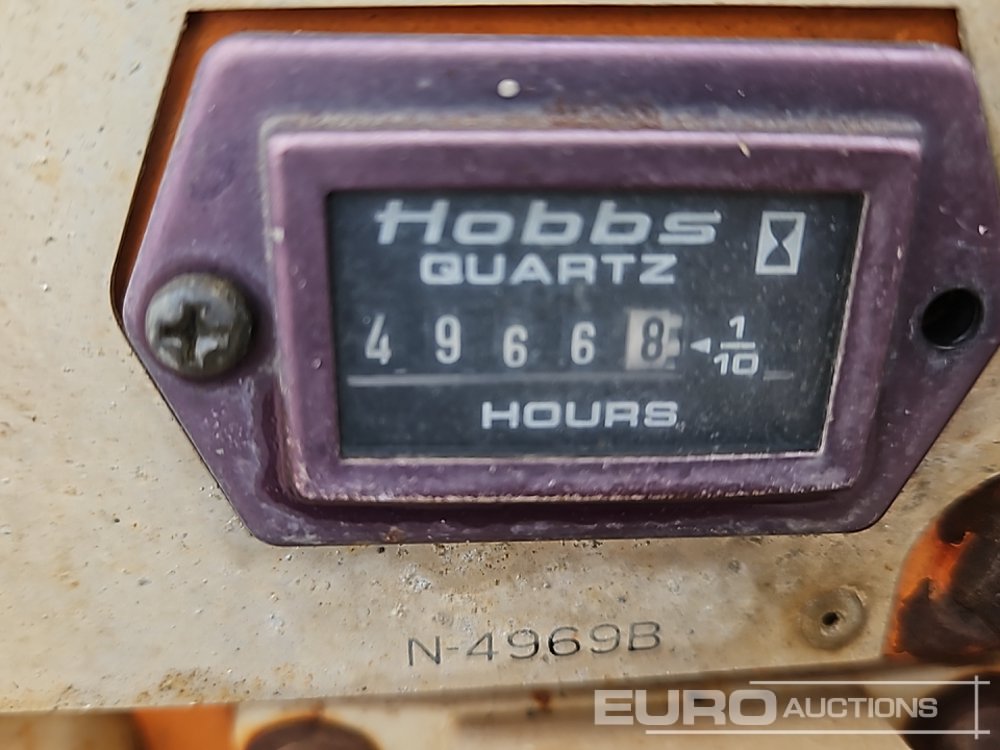 Hobbs
QUARTZ
4 9 6 6 8 1/10
HOURS
N-4969B
EURO AUCTIONS